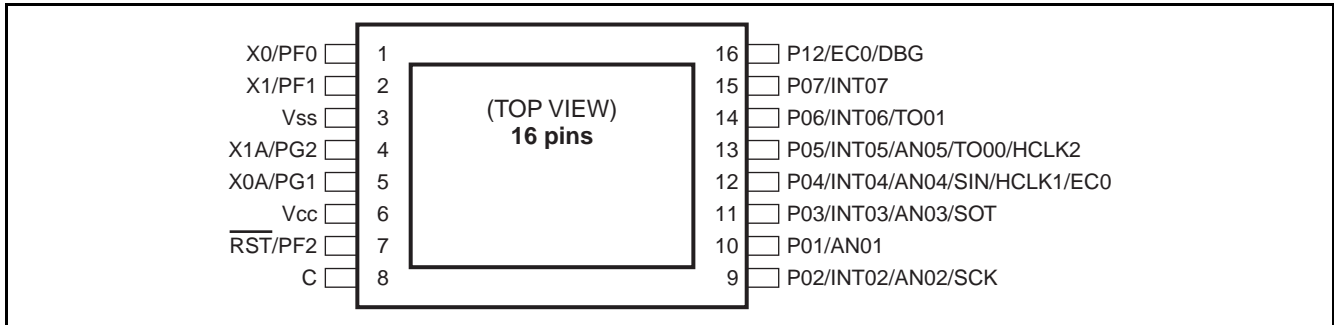 X0/PF0 1 16 P12/EC0/DBG
X1/PF1 2 15 P07/INT07
Vss 3 (TOP VIEW) 14 P06/INT06/TO01
16 pins
X1A/PG2 4 13 P05/INT05/AN05/TO00/HCLK2
X0A/PG1 5 12 P04/INT04/AN04/SIN/HCLK1/EC0
Vcc 6 11 P03/INT03/AN03/SOT
RST/PF2 7 10 P01/AN01
C 8 9 P02/INT02/AN02/SCK